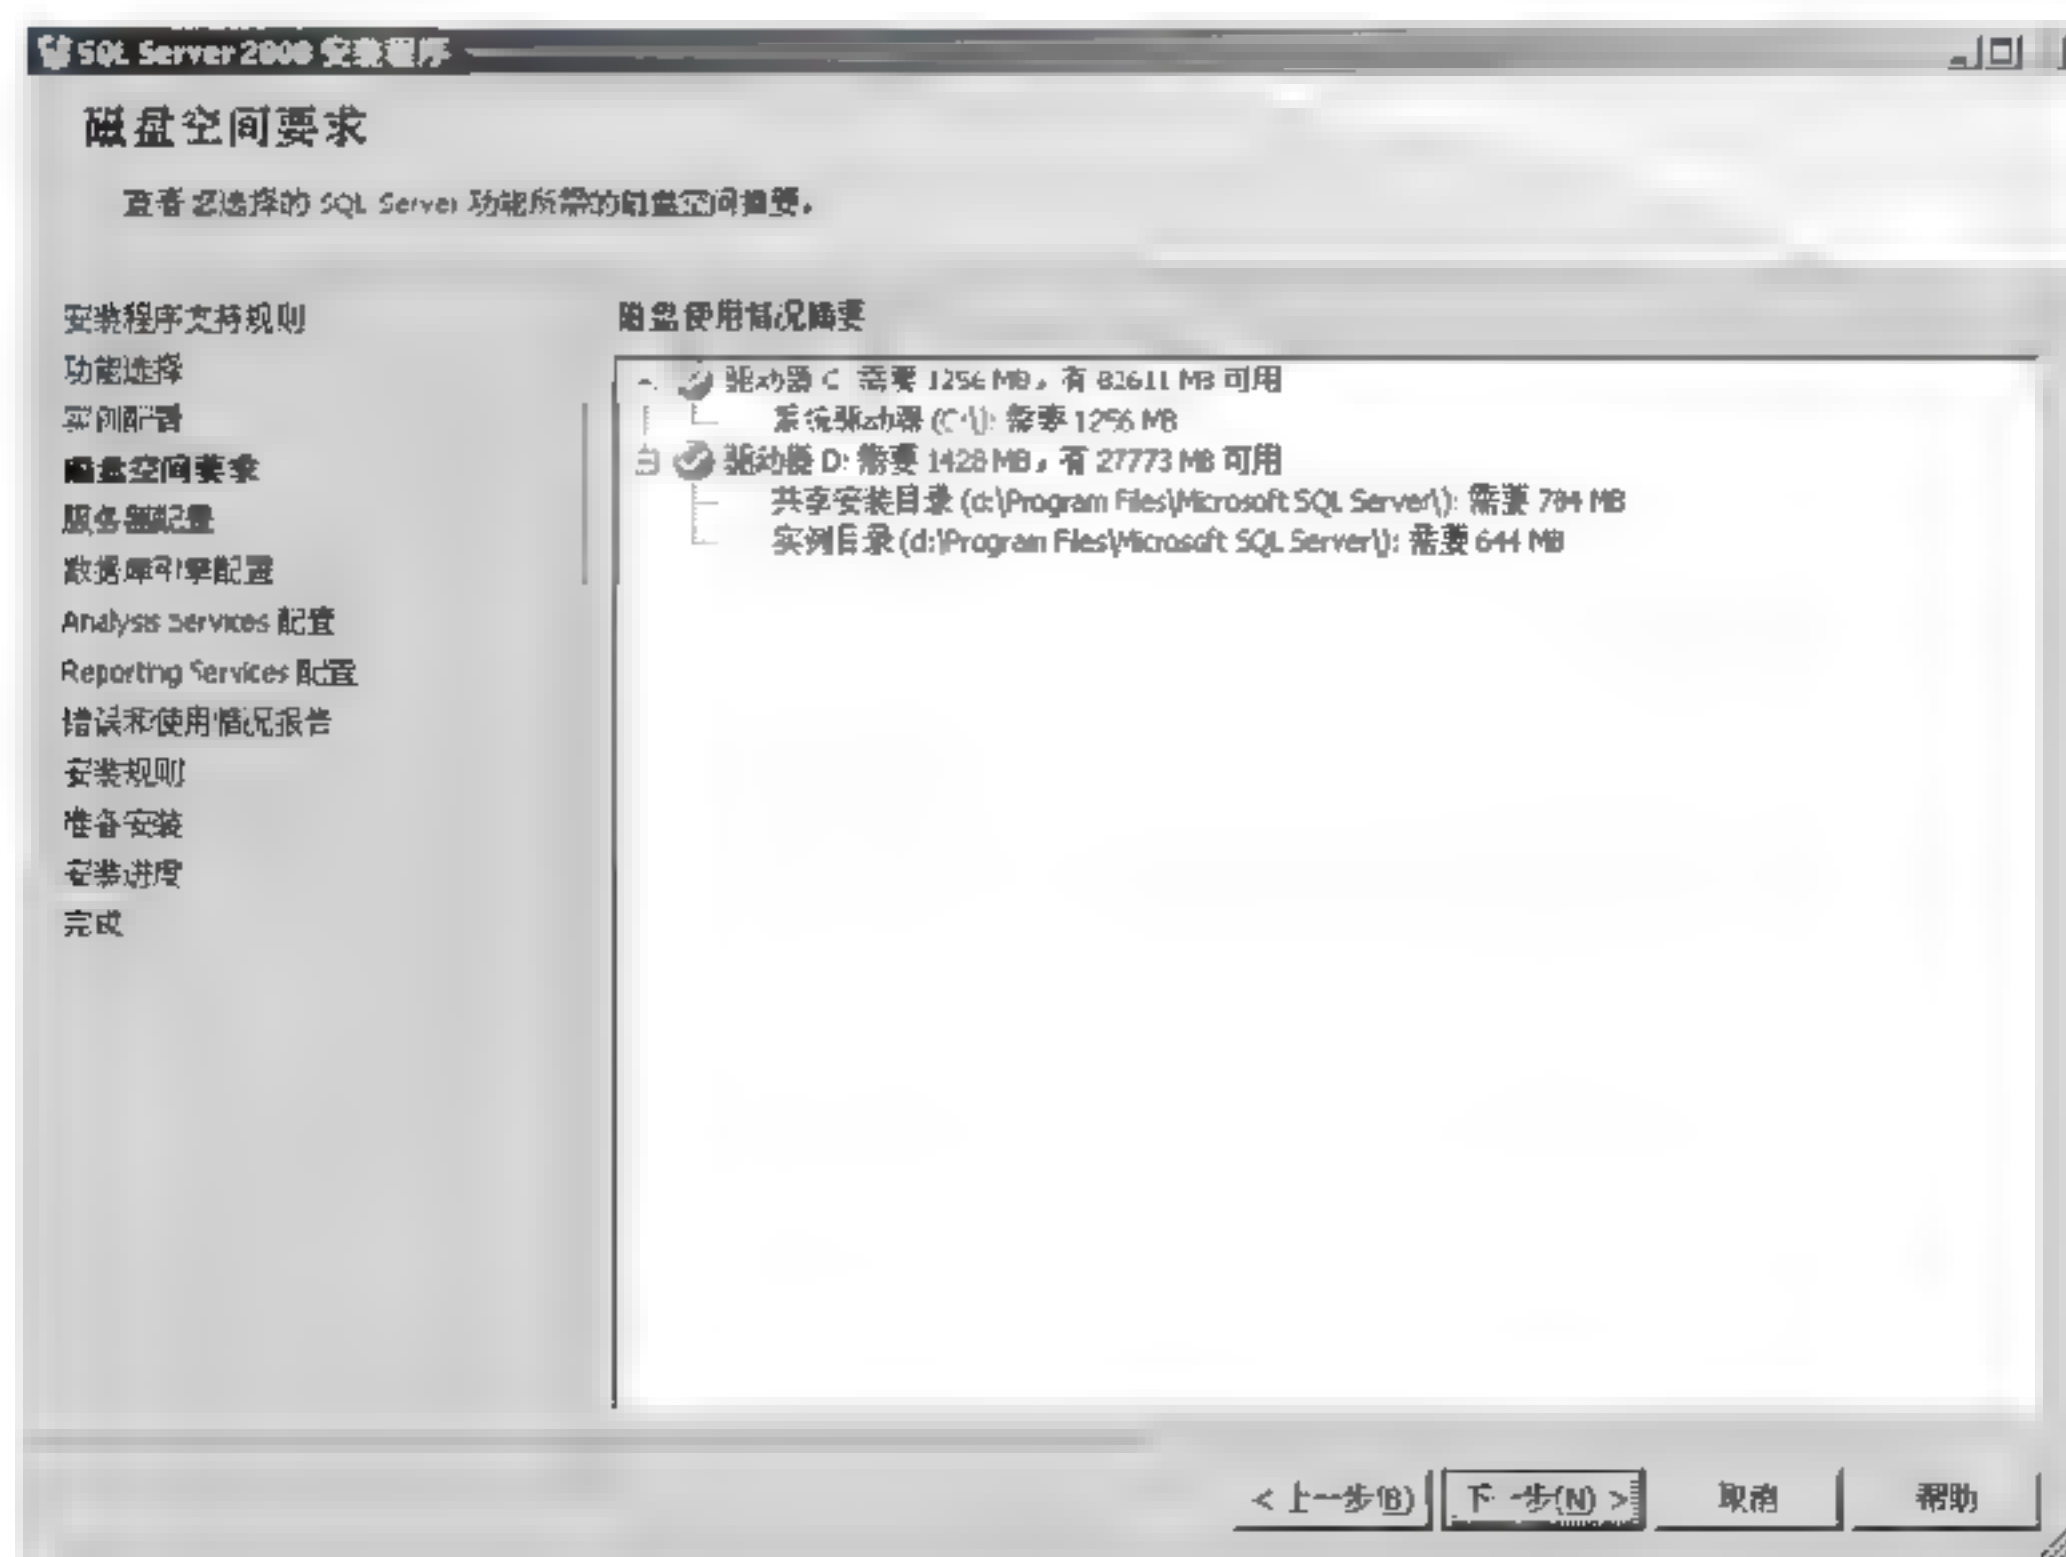 SQL Server 2008 安装程序
磁盘空间要求
查看您选择的 SQL Server 功能所需的磁盘空间摘要。
安装程序支持规则
功能选择
实例配置
磁盘空间要求
服务器配置
数据库引擎配置
Analysis Services 配置
Reporting Services 配置
错误和使用情况报告
安装规则
准备安装
安装进度
完成
磁盘使用情况摘要
驱动器 C: 需要 1256 MB，有 MB 可用
系统驱动器 (C:\): 需要 1256 MB
驱动器 D: 需要 1428 MB，有 27773 MB 可用
共享安装目录 (d:\Program Files\Microsoft SQL Server\): 需要 784 MB
实例目录 (d:\Program Files\Microsoft SQL Server\): 需要 644 MB
< 上一步(B)
下一步(N) >
取消
帮助